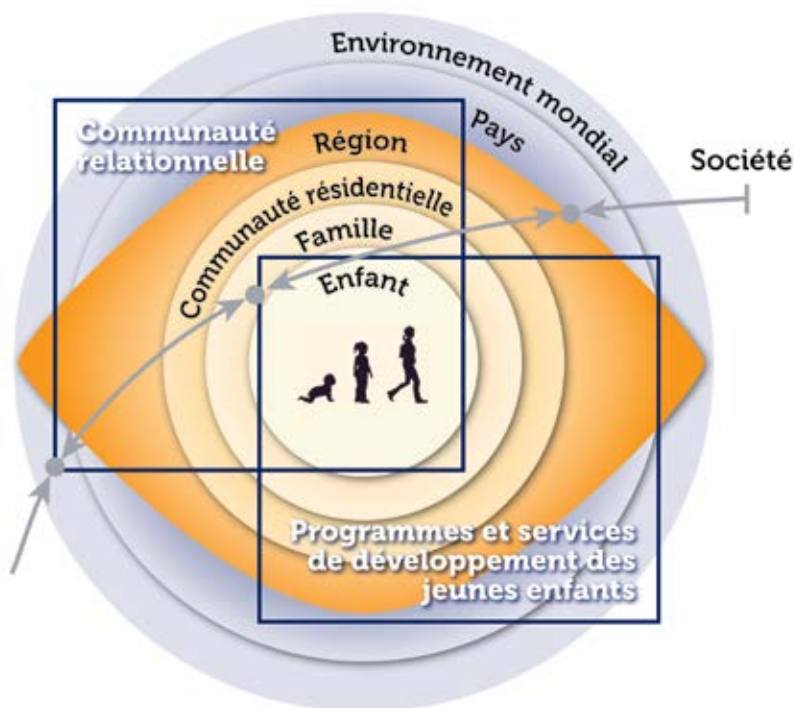 Environnement mondial
Pays
Société
Communauté
relationnelle
Région
Communauté résidentielle
Famille
Enfant
Programmes et services
de développement des
jeunes enfants